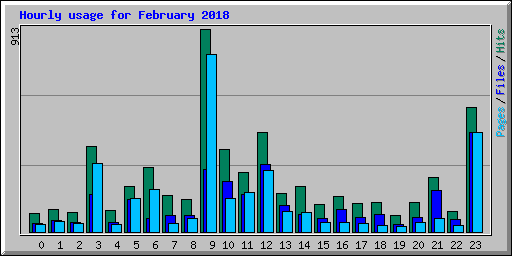 Hourly usage for February 2018
913
Pages / Files / Hits
0 1 2 3 4 5 6 7 8 9 10 11 12 13 14 15 16 17 18 19 20 21 22 23